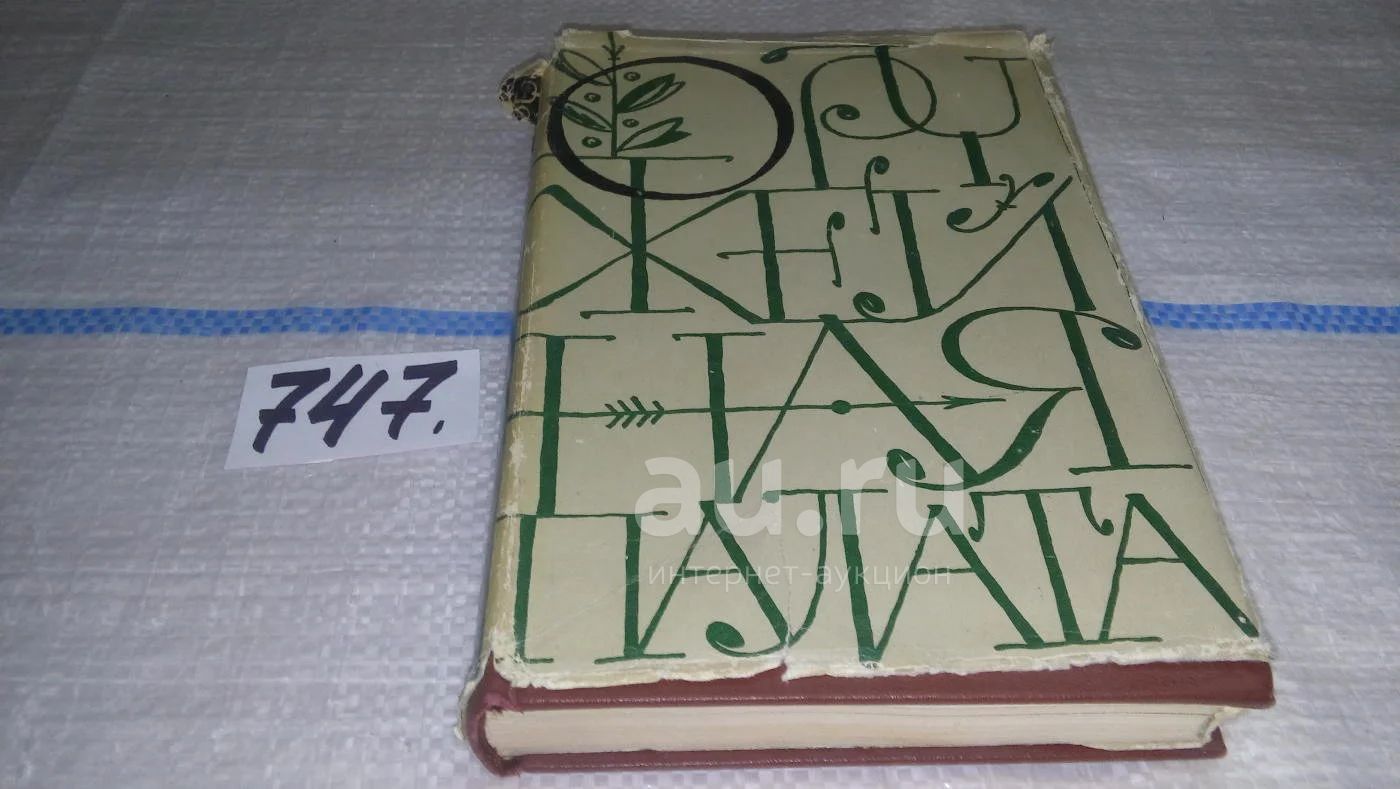 ОРУ
ЖЕЙ
НАЯ
ПАЛАТА
747.
au.ru
интернет-аукцион